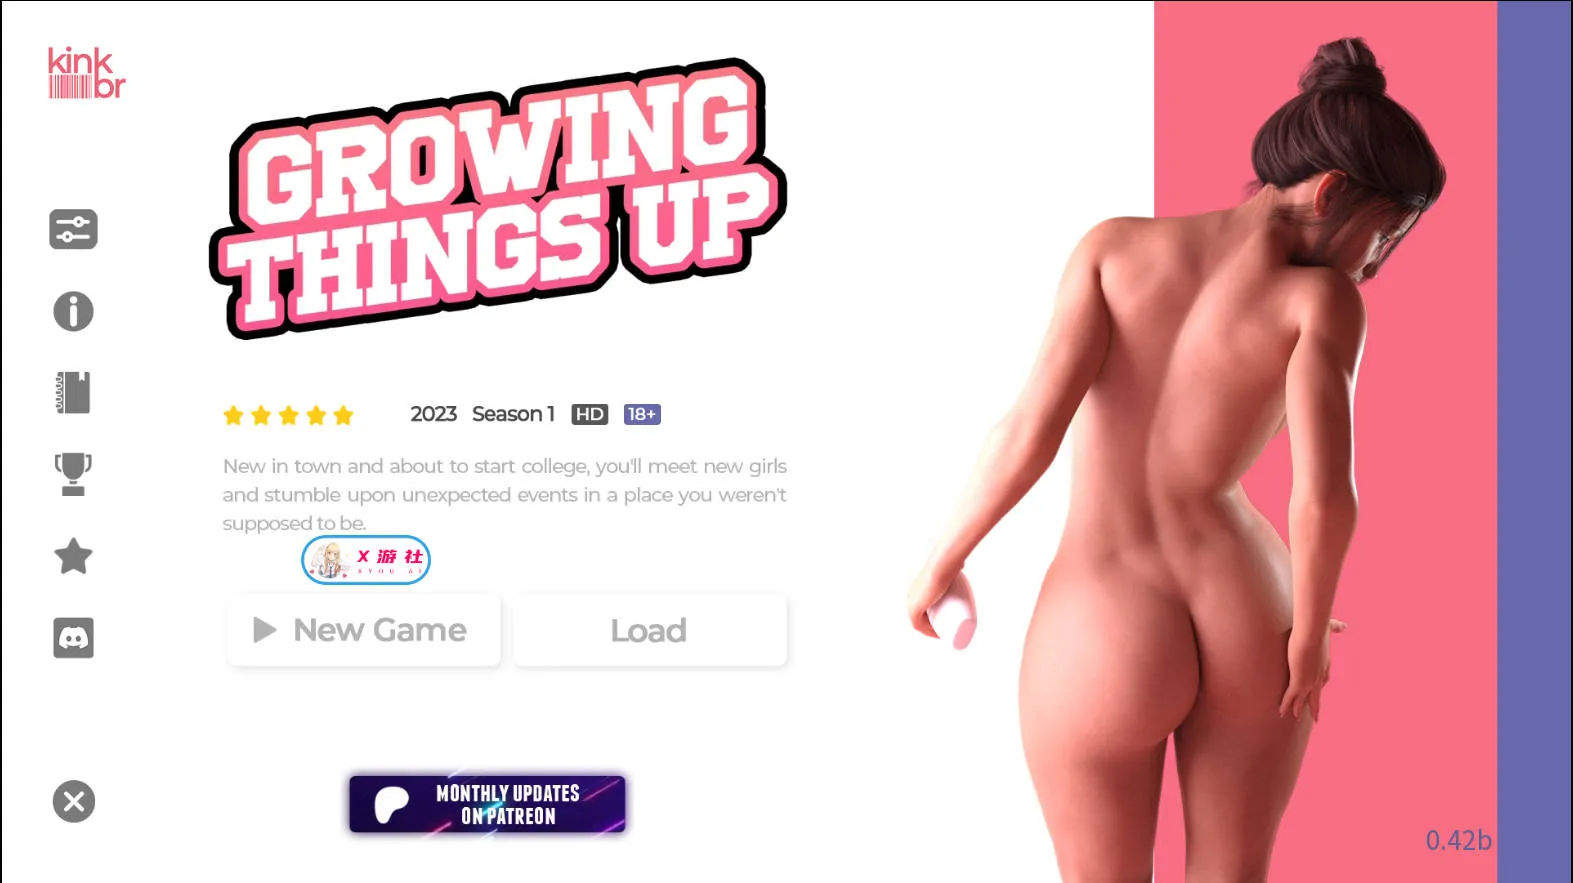 kink
br
GROWING
THINGS UP
2023 Season 1 HD 18+
New in town and about to start college, you'll meet new girls
and stumble upon unexpected events in a place you weren't
supposed to be.
X 游 社
New Game
Load
MONTHLY UPDATES
ON PATREON
0.42b